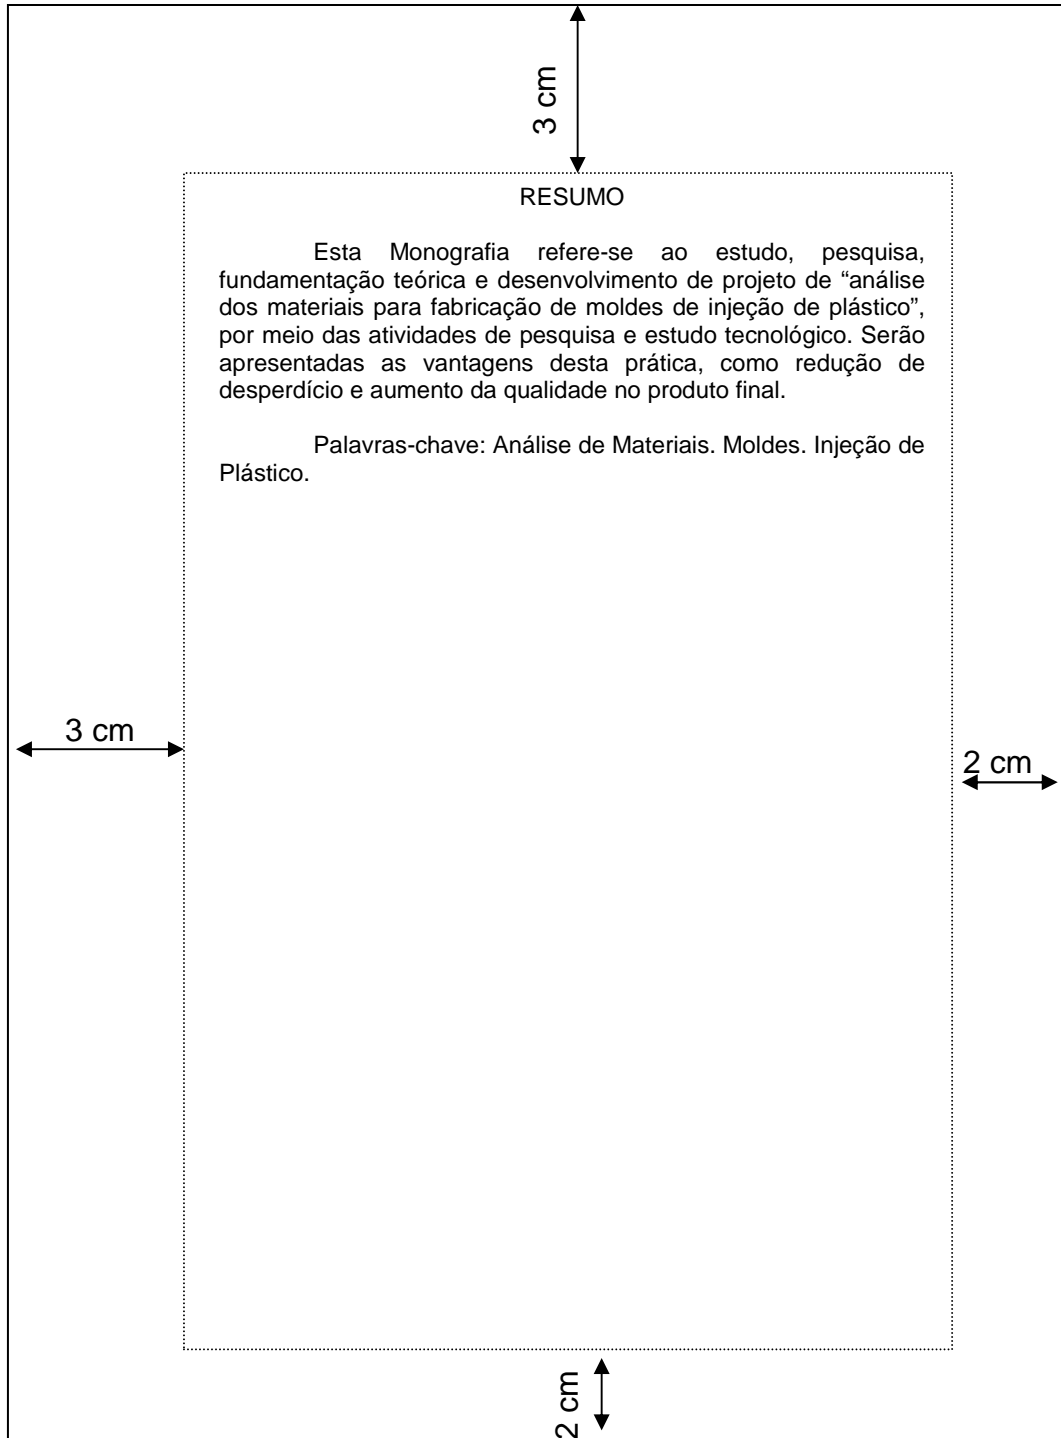 3 cm
RESUMO
Esta Monografia refere-se ao estudo, pesquisa,
fundamentação teórica e desenvolvimento de projeto de “análise
dos materiais para fabricação de moldes de injeção de plástico”,
por meio das atividades de pesquisa e estudo tecnológico. Serão
apresentadas as vantagens desta prática, como redução de
desperdício e aumento da qualidade no produto final.
Palavras-chave: Análise de Materiais. Moldes. Injeção de
Plástico.
3 cm
2 cm
2 cm